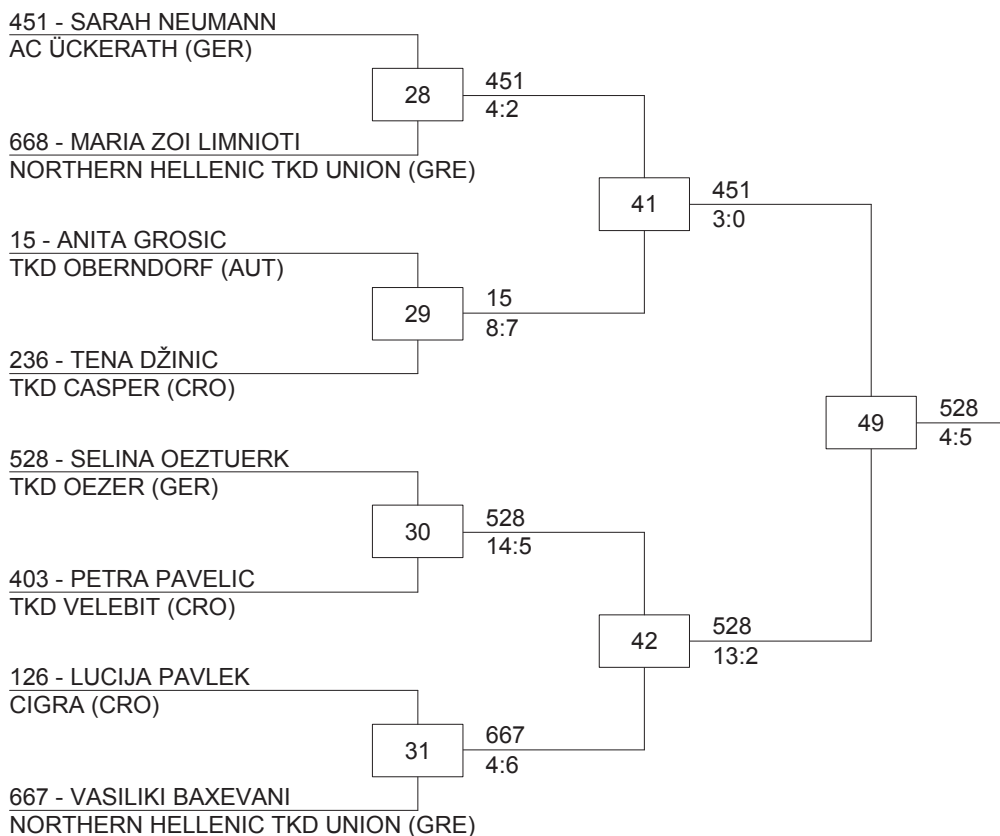 451 - SARAH NEUMANN
AC ÜCKERATH (GER)
28
451
4:2
668 - MARIA ZOI LIMNIOTI
NORTHERN HELLENIC TKD UNION (GRE)
41
451
3:0
15 - ANITA GROSIC
TKD OBERNDORF (AUT)
29
15
8:7
236 - TENA DŽINIC
TKD CASPER (CRO)
49
528
4:5
528 - SELINA OEZTUERK
TKD OEZER (GER)
30
528
14:5
403 - PETRA PAVELIC
TKD VELEBIT (CRO)
42
528
13:2
126 - LUCIJA PAVLEK
CIGRA (CRO)
31
667
4:6
667 - VASILIKI BAXEVANI
NORTHERN HELLENIC TKD UNION (GRE)